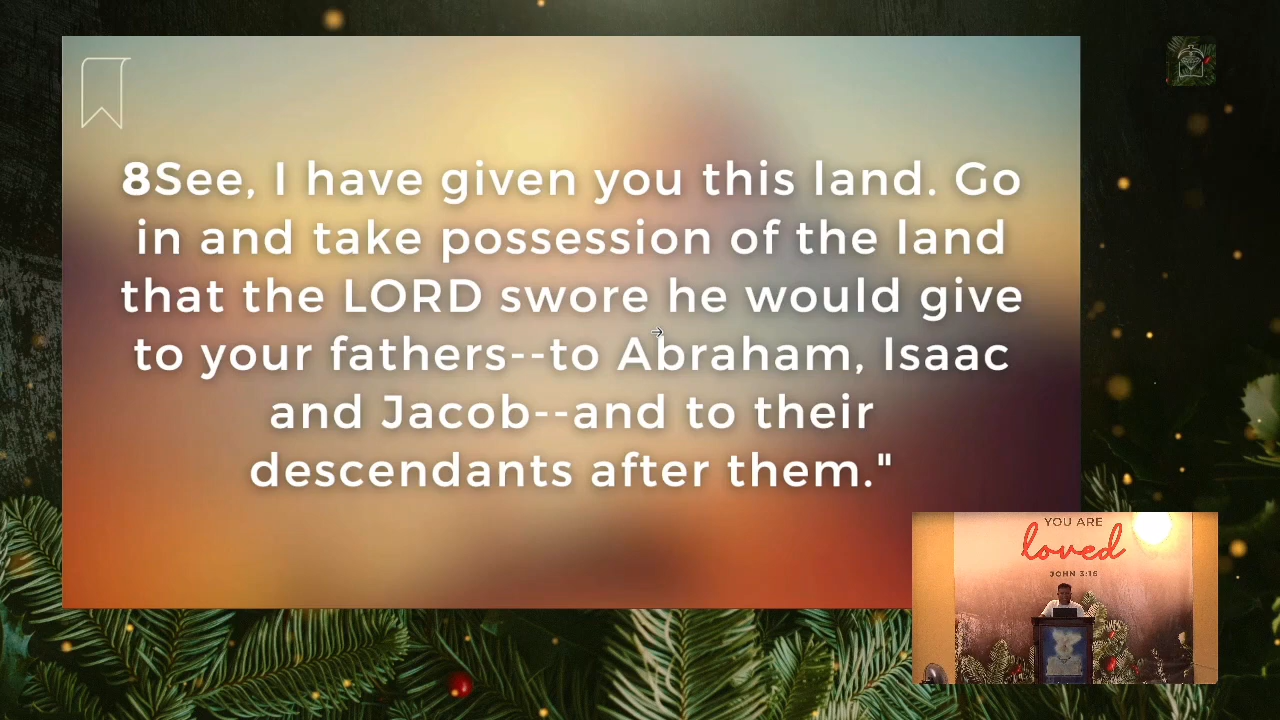 8See, I have given you this land. Go
in and take possession of the land
that the LORD swore he would give
to your fathers--to Abraham, Isaac
and Jacob--and to their
descendants after them."
YOU ARE
loved
JOHN 3:16